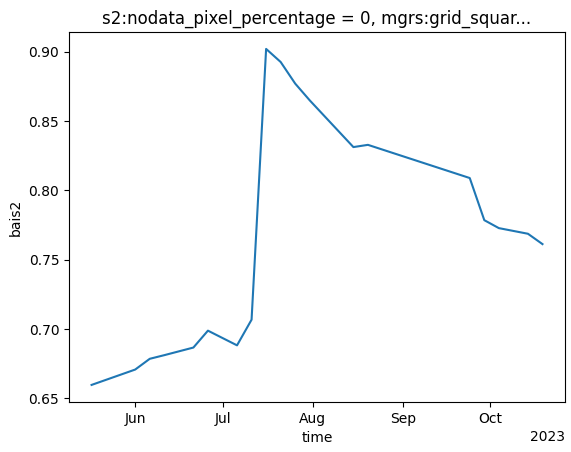 s2:nodata_pixel_percentage = 0, mgrs:grid_squar...
0.90
0.85
0.80
0.75
0.70
0.65
bais2
Jun Jul Aug Sep Oct
time
2023